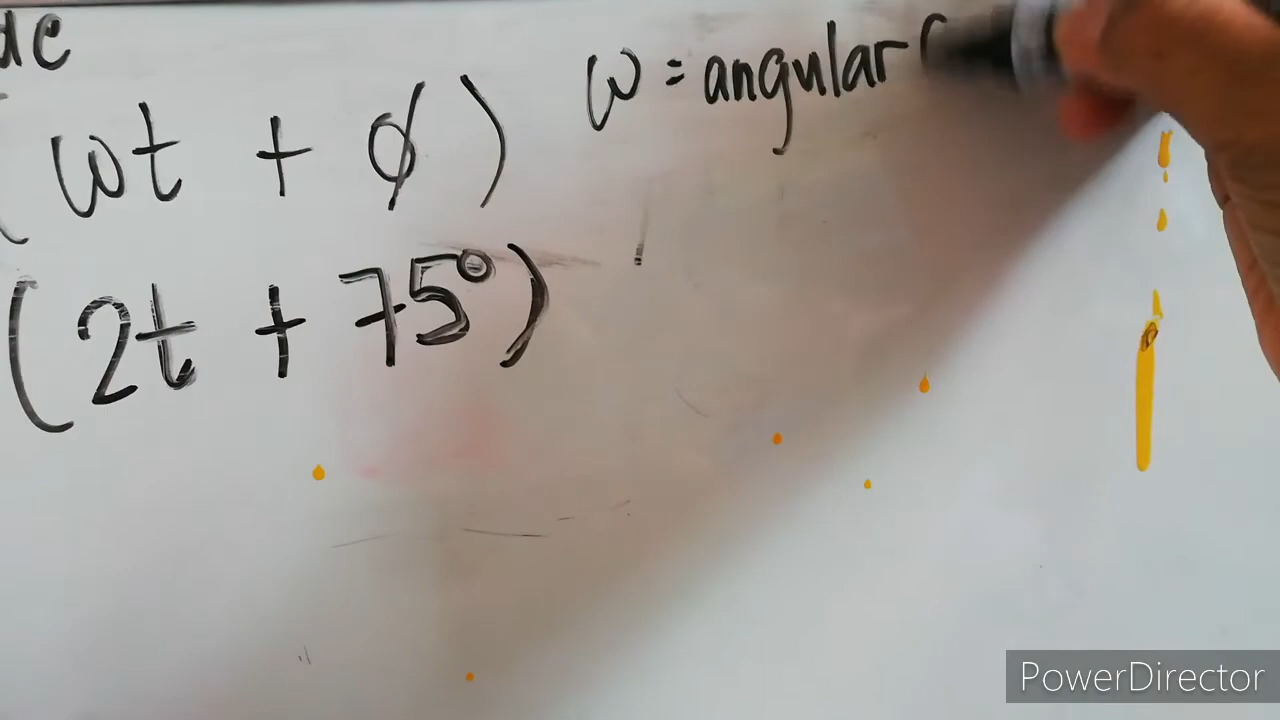 de
(ωt + ϕ) ω = angular
(2t + 75°)
PowerDirector